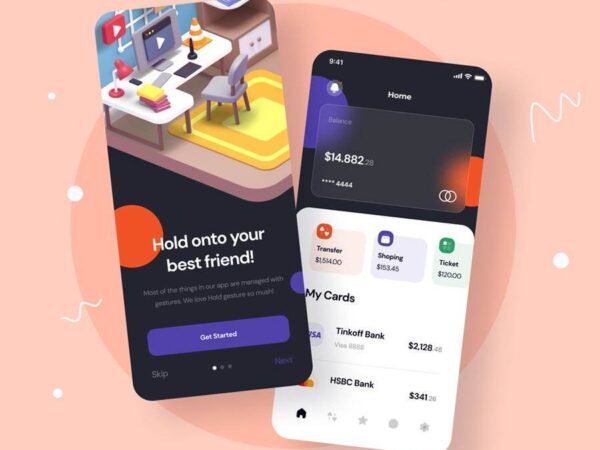 Hold onto your
best friend!
Most of the things in our app are managed with
gestures. We love Hold gesture so mush!
Get Started
Skip
Next
9:41
Home
Balance
$14.882.28
**** 4444
Transfer
$1,514.00
Shoping
$153.45
Ticket
$120.00
My Cards
VISA
Tinkoff Bank
$2,128.48
Visa 8888
HSBC Bank
$341.28